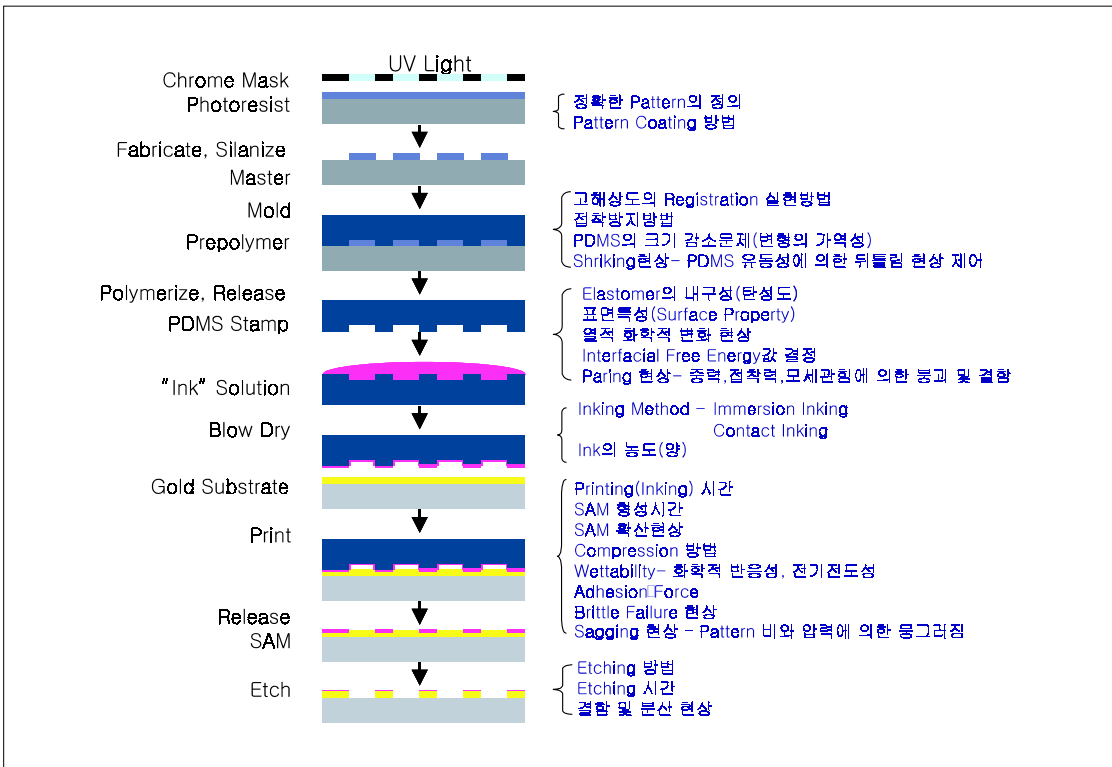 UV Light
Chrome Mask
Photoresist
정확한 Pattern의 정의
Pattern Coating 방법
Fabricate, Silanize
Master
Mold
Prepolymer
고해상도의 Registration 실현방법
접착방지방법
PDMS의 크기 감소문제(변형의 가역성)
Shriking현상- PDMS 유동성에 의한 뒤틀림 현상 제어
Polymerize, Release
PDMS Stamp
Elastomer의 내구성(탄성도)
표면특성(Surface Property)
열적 화학적 변화 현상
Interfacial Free Energy값 결정
Paring 현상- 중력,접착력,모세관힘에 의한 붕괴 및 결함
"Ink" Solution
Blow Dry
Inking Method - Immersion Inking
Contact Inking
Ink의 농도(양)
Gold Substrate
Print
Printing(Inking) 시간
SAM 형성시간
SAM 확산현상
Compression 방법
Wettability- 화학적 반응성, 전기전도성
Adhesion Force
Brittle Failure 현상
Sagging 현상 - Pattern 비와 압력에 의한 뭉그러짐
Release
SAM
Etch
Etching 방법
Etching 시간
결함 및 분산 현상